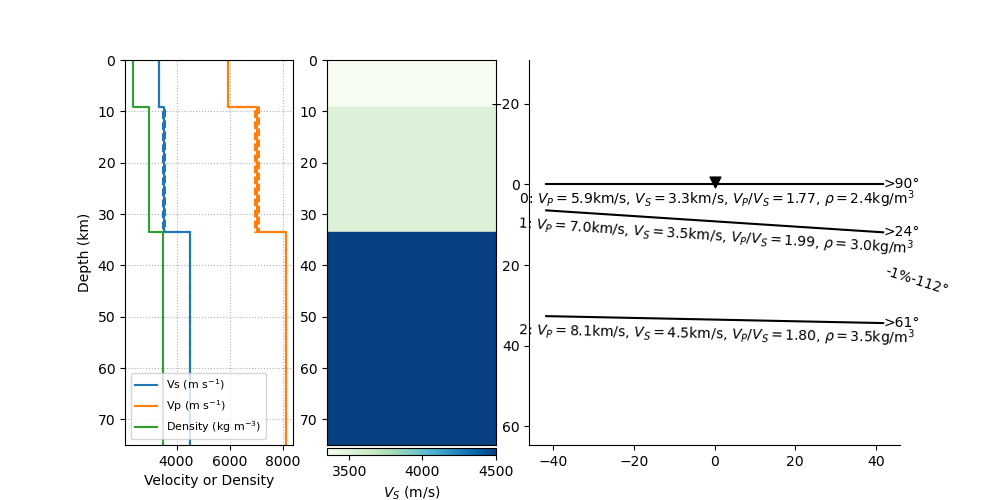 0
10
20
30
40
50
60
70
Depth (km)
4000 6000 8000
Velocity or Density
Vs (m s⁻¹)
Vp (m s⁻¹)
Density (kg m⁻³)
0
10
20
30
40
50
60
70
3500 4000 4500
V_S (m/s)
−20
0
20
40
60
−40 −20 0 20 40
>90°
0: V_P = 5.9km/s, V_S = 3.3km/s, V_P/V_S = 1.77, ρ = 2.4kg/m³
>24°
1: V_P = 7.0km/s, V_S = 3.5km/s, V_P/V_S = 1.99, ρ = 3.0kg/m³
-1%-112°
>61°
2: V_P = 8.1km/s, V_S = 4.5km/s, V_P/V_S = 1.80, ρ = 3.5kg/m³